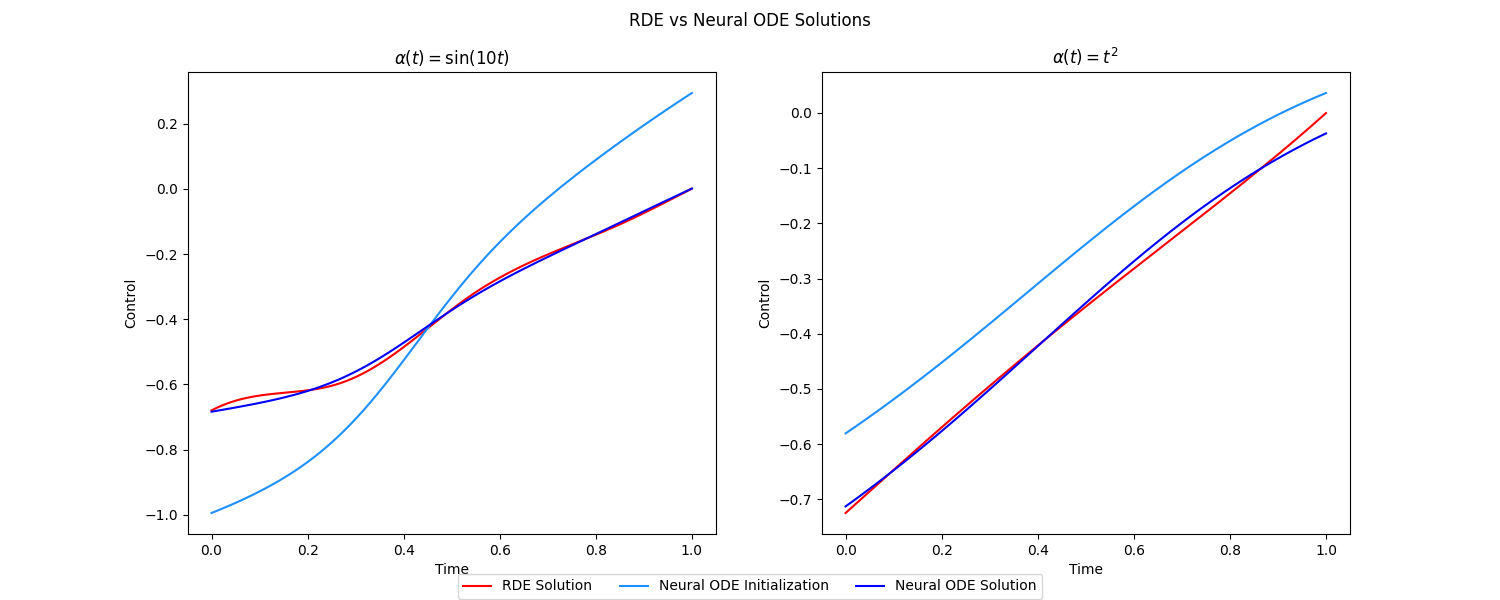 RDE vs Neural ODE Solutions
α(t) = sin(10t)
0.2
0.0
−0.2
−0.4
−0.6
−0.8
−1.0
Control
0.0 0.2 0.4 0.6 0.8 1.0
Time
α(t) = t²
0.0
−0.1
−0.2
−0.3
−0.4
−0.5
−0.6
−0.7
Control
0.0 0.2 0.4 0.6 0.8 1.0
Time
RDE Solution Neural ODE Initialization Neural ODE Solution